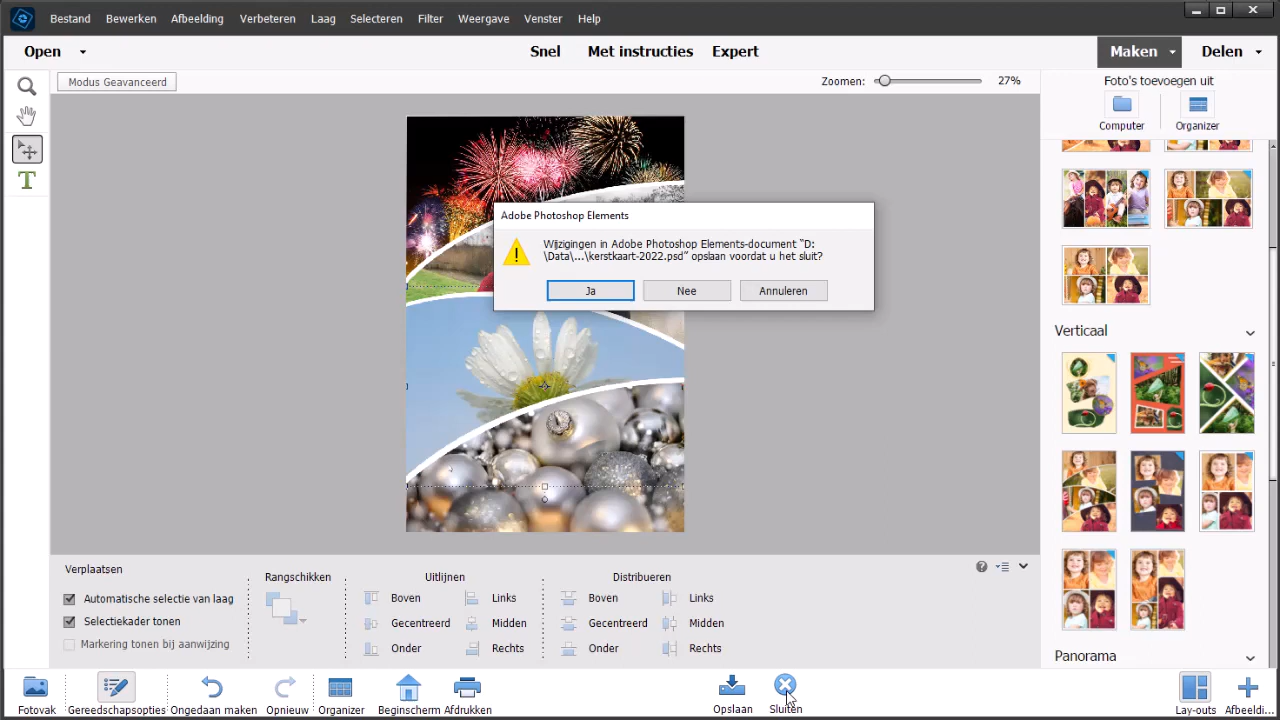 Bestand Bewerken Afbeelding Verbeteren Laag Selecteren Filter Weergave Venster Help
Open Snel Met instructies Expert Maken Delen
Modus Geavanceerd Zoomen: 27% Foto's toevoegen uit
Computer Organizer
Adobe Photoshop Elements
Wijzigingen in Adobe Photoshop Elements-document "D:
\Data\...\kerstkaart-2022.psd" opslaan voordat u het sluit?
Ja Nee Annuleren
Verticaal
Panorama
Verplaatsen Rangschikken Uitlijnen Distribueren
Automatische selectie van laag Boven Links Boven Links
Selectiekader tonen Gecentreerd Midden Gecentreerd Midden
Markering tonen bij aanwijzing Onder Rechts Onder Rechts
Fotovak Gereedschapsopties Ongedaan maken Opnieuw Organizer Beginscherm Afdrukken Opslaan Sluiten Lay-outs Afbeeldi...